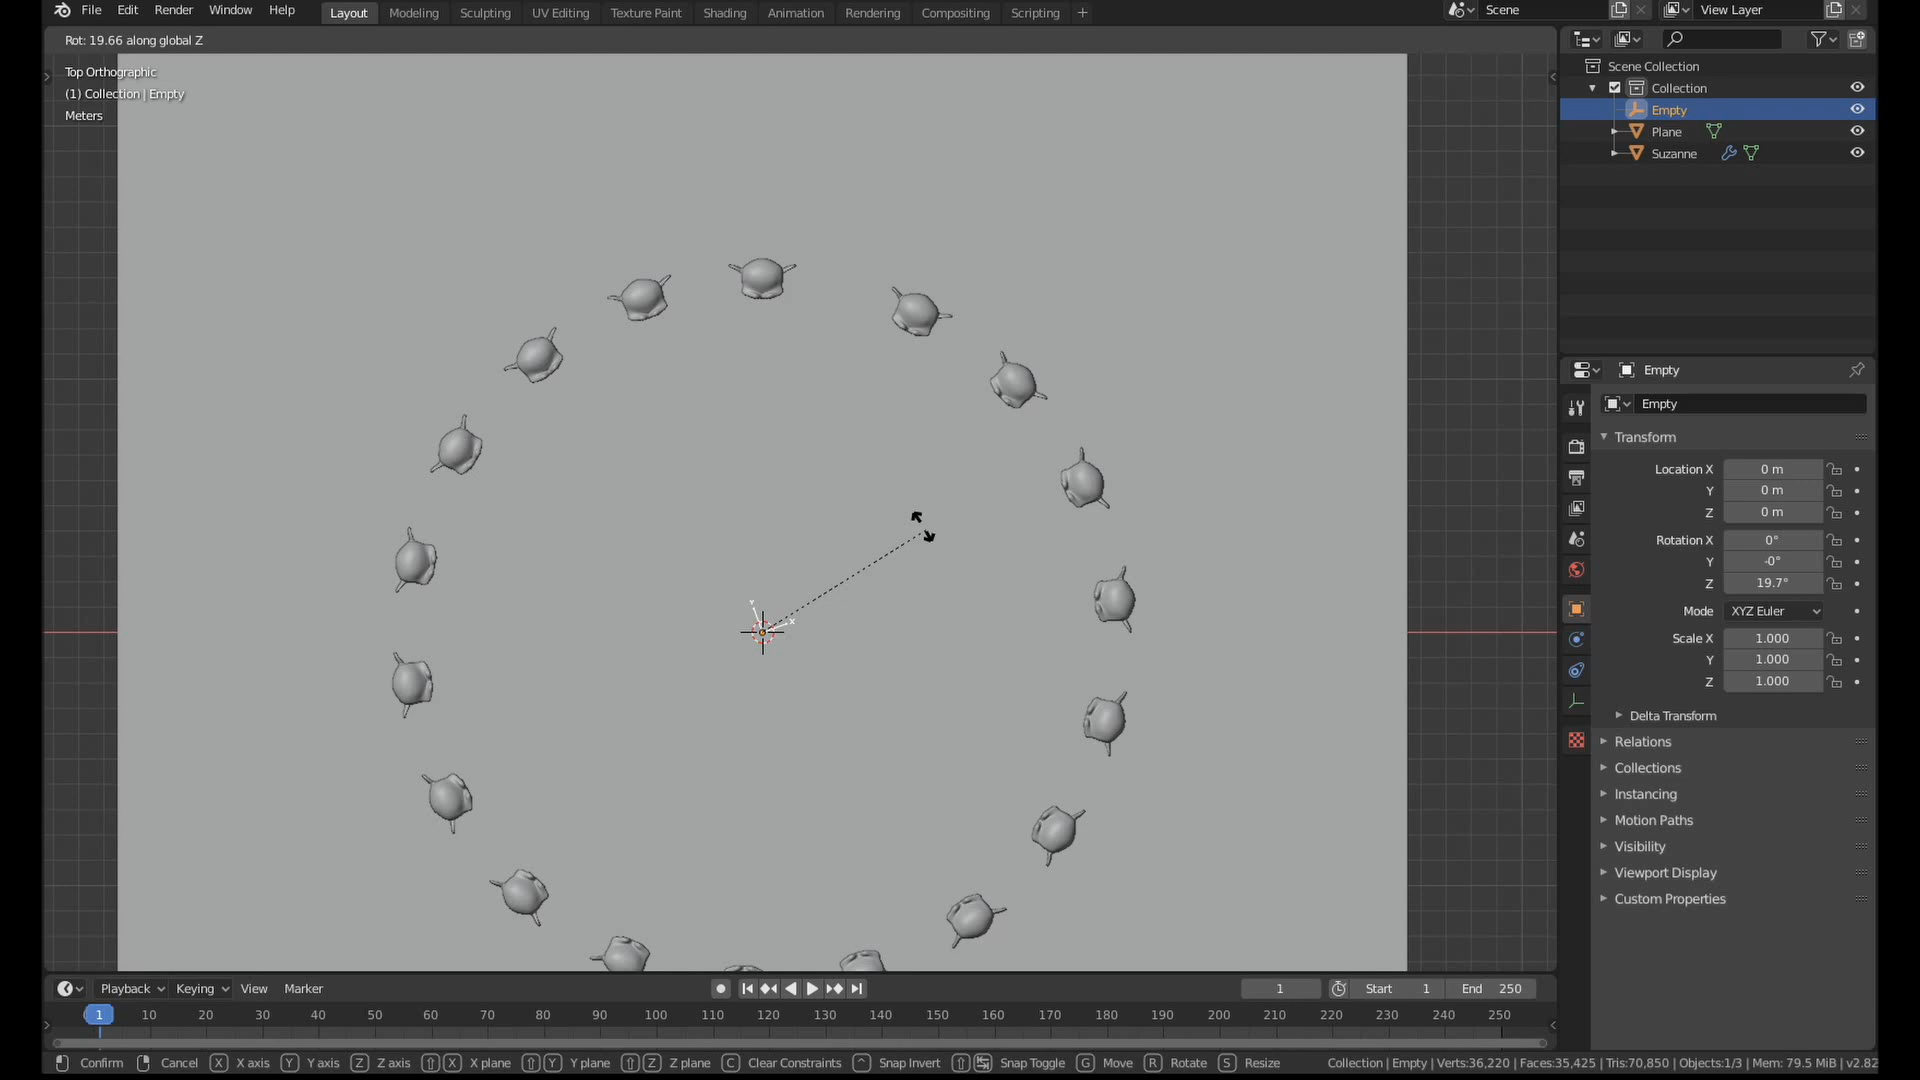 File Edit Render Window Help Layout Modeling Sculpting UV Editing Texture Paint Shading Animation Rendering Compositing Scripting + Scene View Layer
Rot: 19.66 along global Z
Top Orthographic
(1) Collection | Empty
Meters
Y
X
Scene Collection
Collection
Empty
Plane
Suzanne
Empty
Empty
Transform
Location X 0 m
Y 0 m
Z 0 m
Rotation X 0°
Y -0°
Z 19.7°
Mode XYZ Euler
Scale X 1.000
Y 1.000
Z 1.000
Delta Transform
Relations
Collections
Instancing
Motion Paths
Visibility
Viewport Display
Custom Properties
Playback Keying View Marker 1 Start 1 End 250
1 10 20 30 40 50 60 70 80 90 100 110 120 130 140 150 160 170 180 190 200 210 220 230 240 250
Confirm Cancel X X axis Y Y axis Z Z axis X X plane Y Y plane Z Z plane C Clear Constraints Snap Invert Snap Toggle G Move R Rotate S Resize Collection | Empty | Verts:36,220 | Faces:35,425 | Tris:70,850 | Objects:1/3 | Mem: 79.5 MiB | v2.82